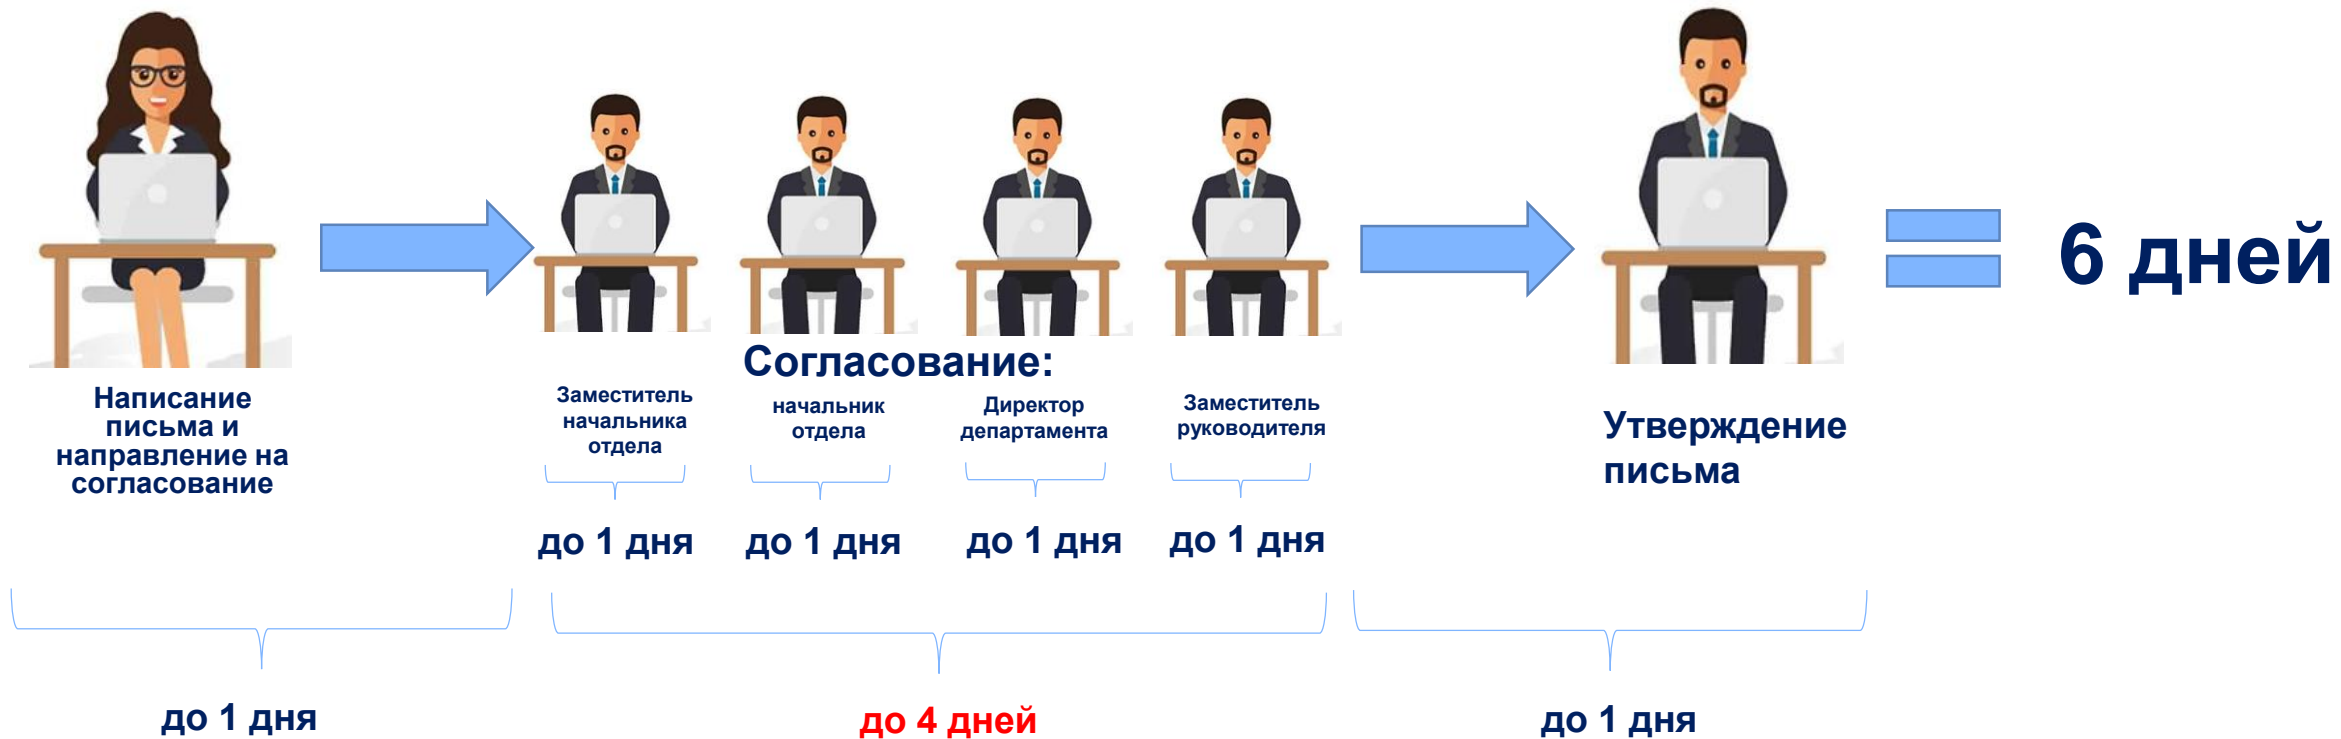 6 дней
Согласование:
Написание
письма и
направление на
согласование
Заместитель
начальника
отдела
начальник
отдела
Директор
департамента
Заместитель
руководителя
Утверждение
письма
до 1 дня
до 1 дня
до 1 дня
до 1 дня
до 1 дня
до 4 дней
до 1 дня